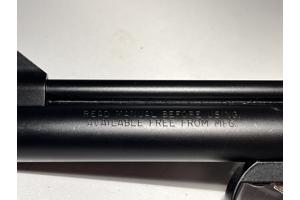 READ MANUAL BEFORE USING.
AVAILABLE FREE FROM MFG.